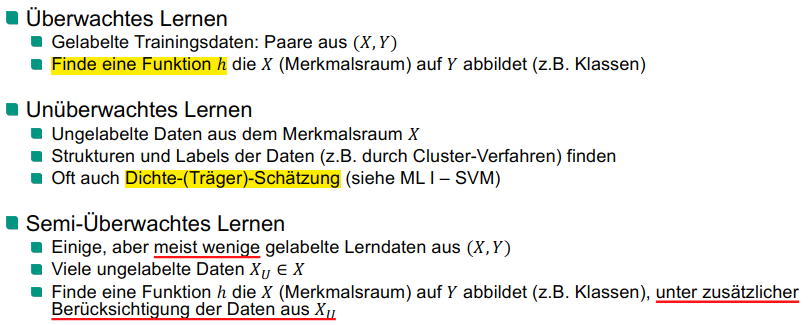 Überwachtes Lernen
Gelabelte Trainingsdaten: Paare aus (X, Y)
Finde eine Funktion h die X (Merkmalsraum) auf Y abbildet (z.B. Klassen)
Unüberwachtes Lernen
Ungelabelte Daten aus dem Merkmalsraum X
Strukturen und Labels der Daten (z.B. durch Cluster-Verfahren) finden
Oft auch Dichte-(Träger)-Schätzung (siehe ML I – SVM)
Semi-Überwachtes Lernen
Einige, aber meist wenige gelabelte Lerndaten aus (X, Y)
Viele ungelabelte Daten X_U ∈ X
Finde eine Funktion h die X (Merkmalsraum) auf Y abbildet (z.B. Klassen), unter zusätzlicher
Berücksichtigung der Daten aus X_U